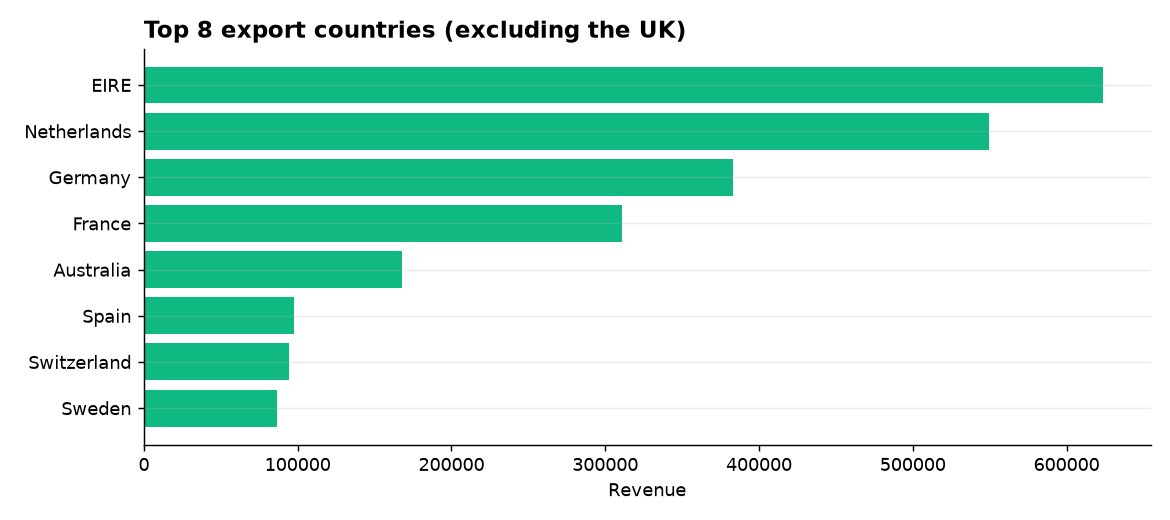 Top 8 export countries (excluding the UK)
EIRE
Netherlands
Germany
France
Australia
Spain
Switzerland
Sweden
0 100000 200000 300000 400000 500000 600000
Revenue